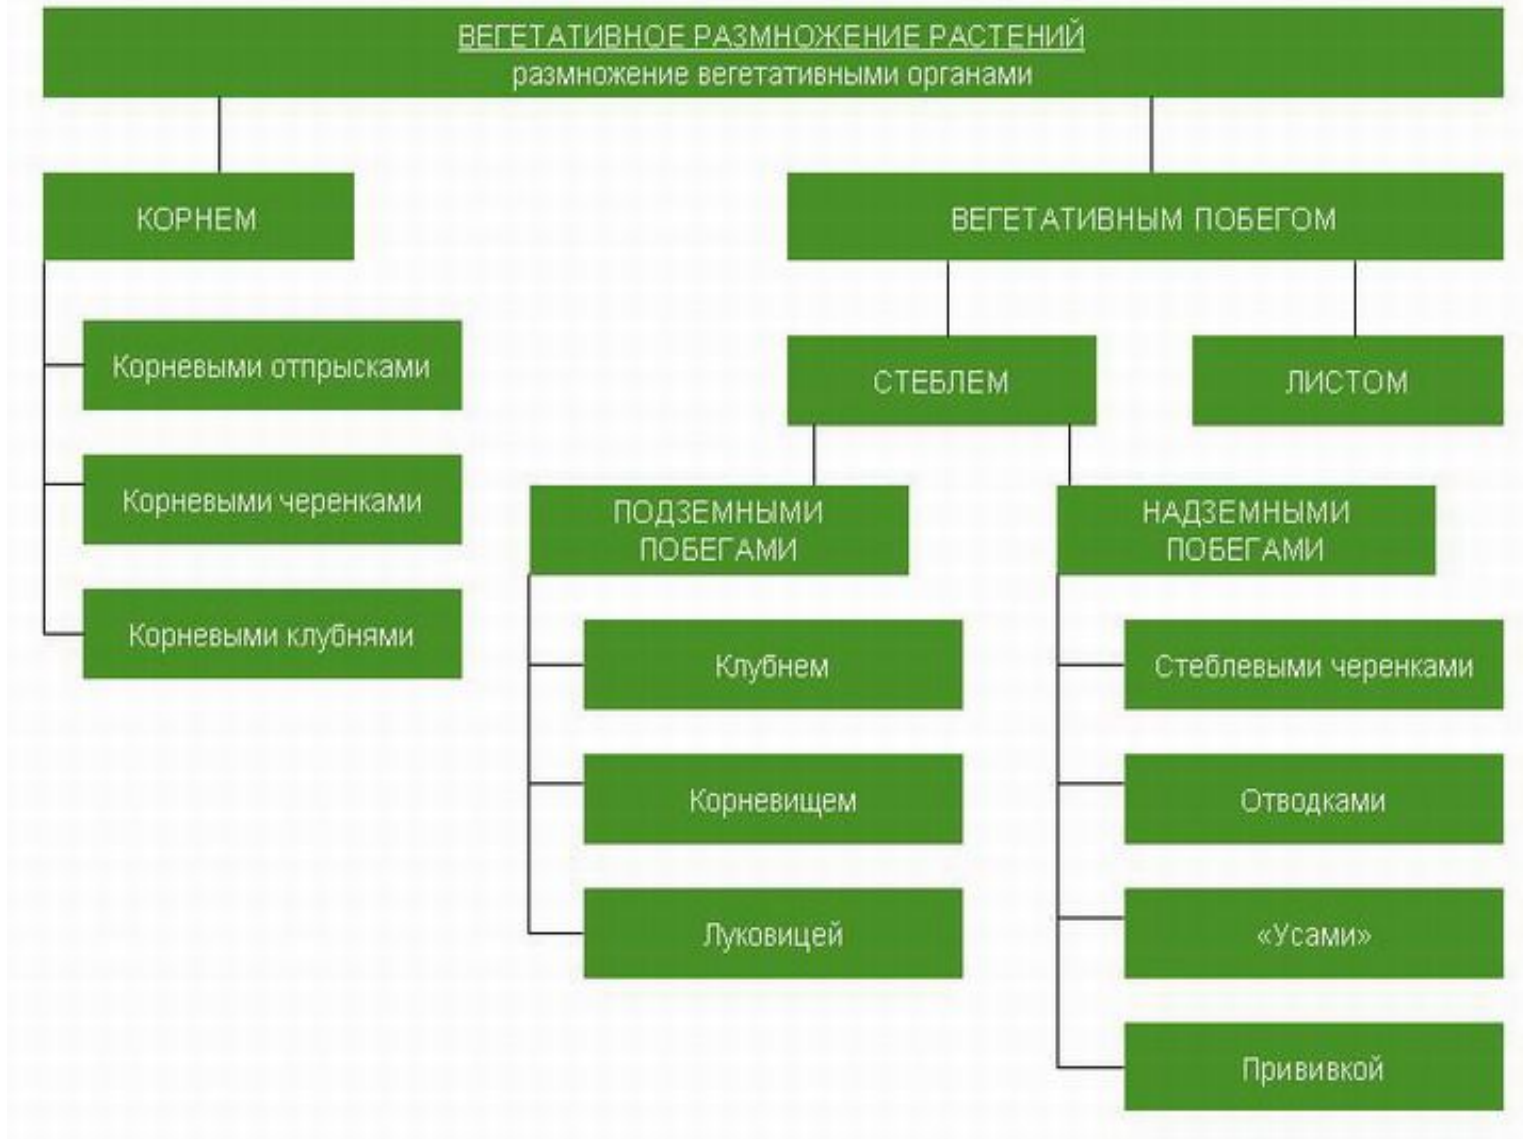 ВЕГЕТАТИВНОЕ РАЗМНОЖЕНИЕ РАСТЕНИЙ
размножение вегетативными органами
КОРНЕМ
ВЕГЕТАТИВНЫМ ПОБЕГОМ
Корневыми отпрысками
Корневыми черенками
Корневыми клубнями
СТЕБЛЕМ
ЛИСТОМ
ПОДЗЕМНЫМИ
ПОБЕГАМИ
Клубнем
Корневищем
Луковицей
НАДЗЕМНЫМИ
ПОБЕГАМИ
Стеблевыми черенками
Отводками
«Усами»
Прививкой